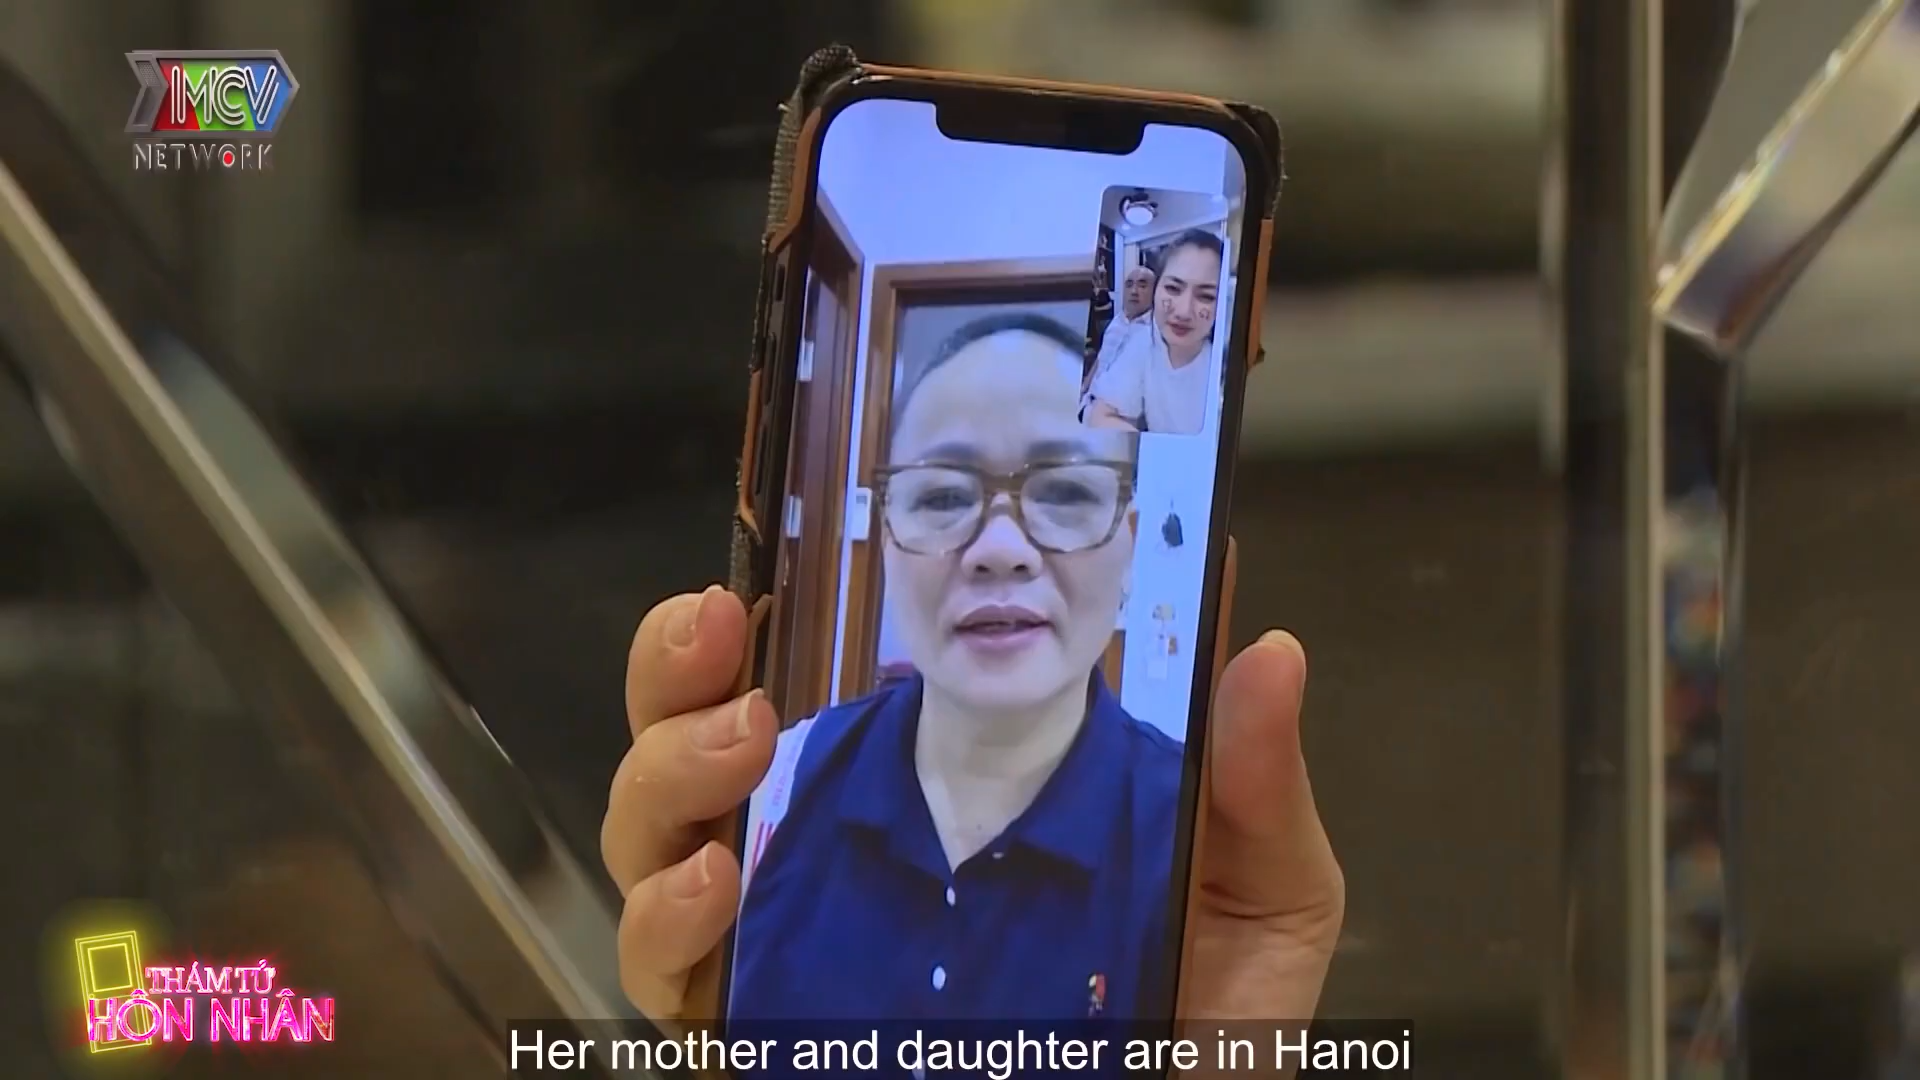 MCV
NETWORK
THÁM TỬ
HÔN NHÂN
Her mother and daughter are in Hanoi